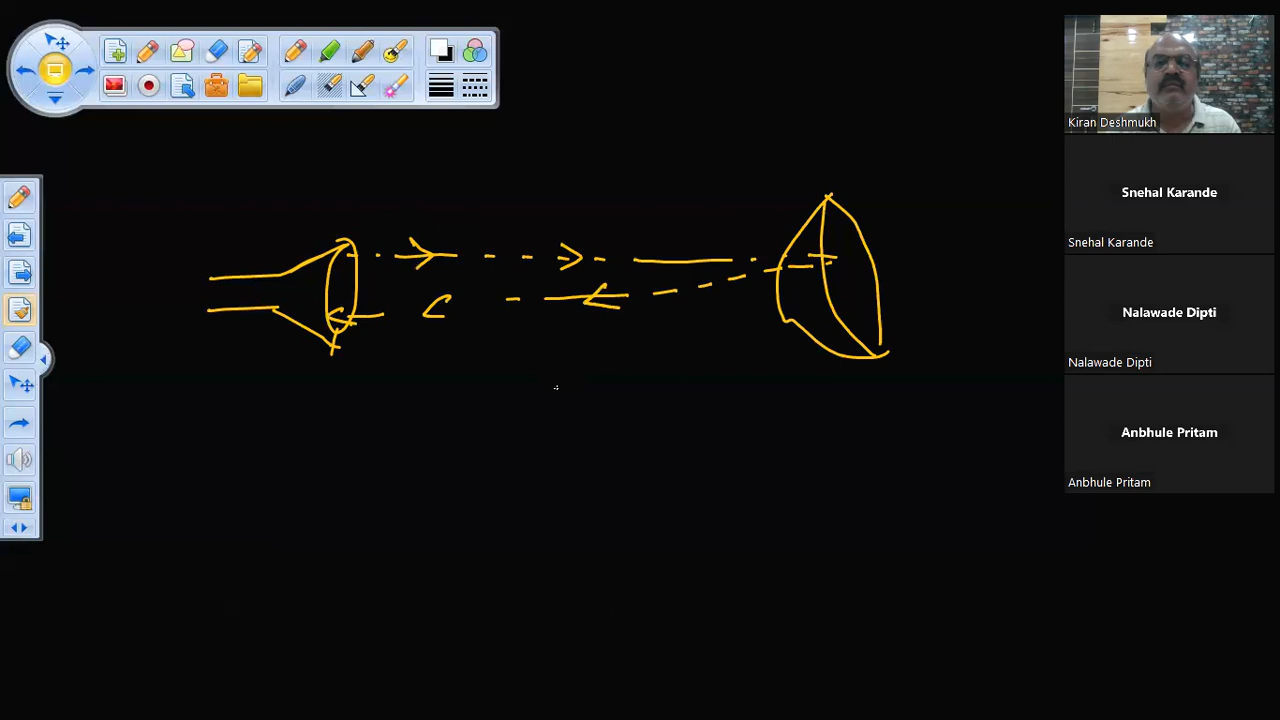 Kiran Deshmukh
Snehal Karande
Snehal Karande
Nalawade Dipti
Nalawade Dipti
Anbhule Pritam
Anbhule Pritam